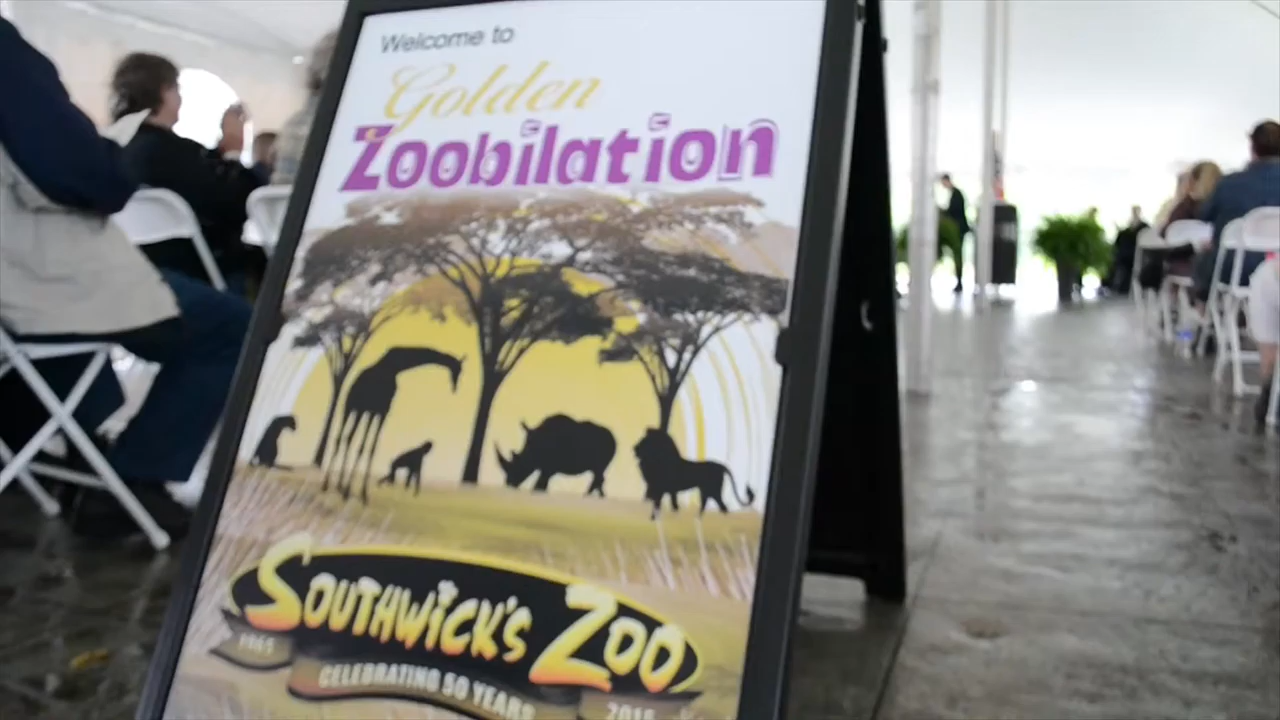 Welcome to
Golden
Zoobilation
SOUTHWICK'S ZOO
1965
CELEBRATING 50 YEARS
2015